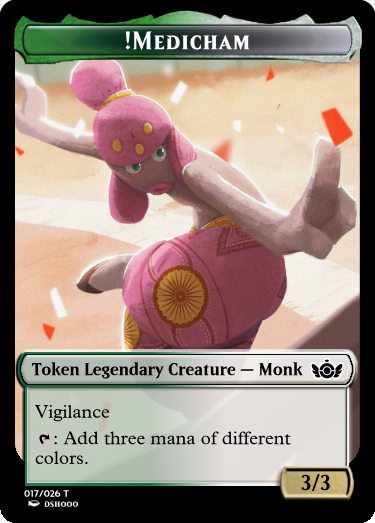 !Medicham
Token Legendary Creature — Monk
Vigilance
: Add three mana of different
colors.
3/3
017/026 T
DSH000